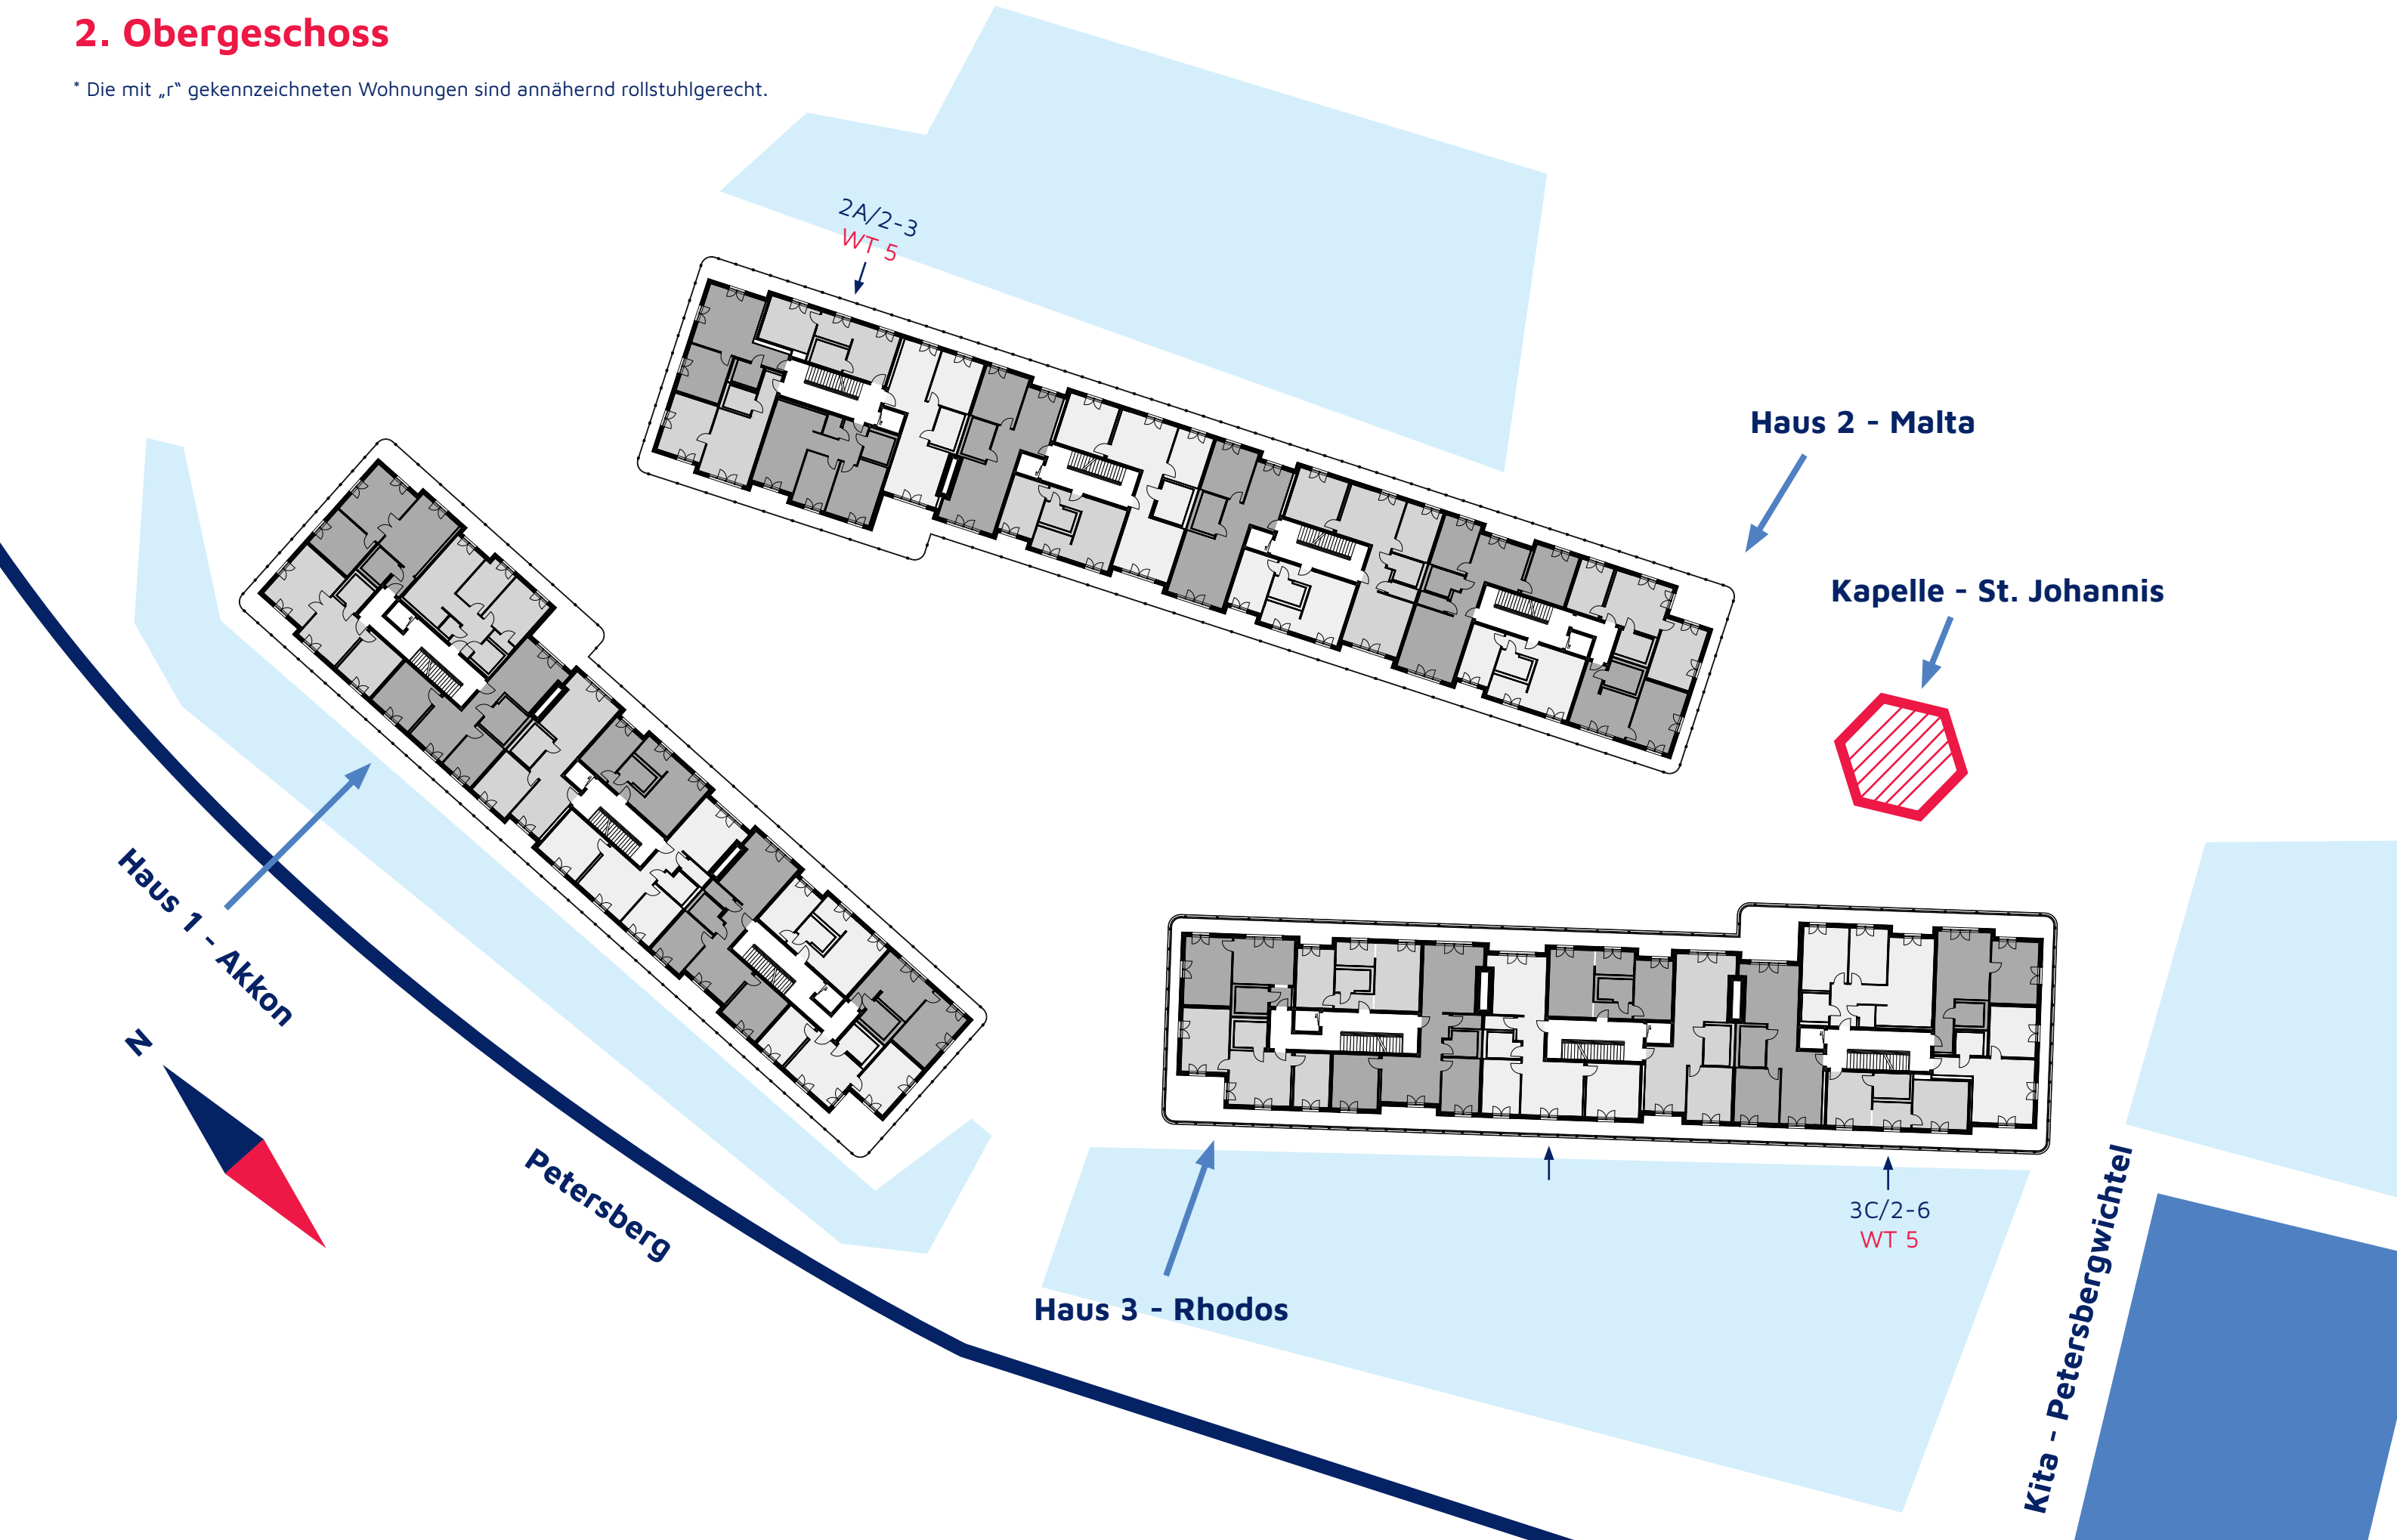 2. Obergeschoss
* Die mit „r“ gekennzeichneten Wohnungen sind annähernd rollstuhlgerecht.
2A/2-3
WT 5
Haus 2 - Malta
Kapelle - St. Johannis
Haus 1 - Akkon
N
Petersberg
3C/2-6
WT 5
Haus 3 - Rhodos
Kita - Petersbergwichtel